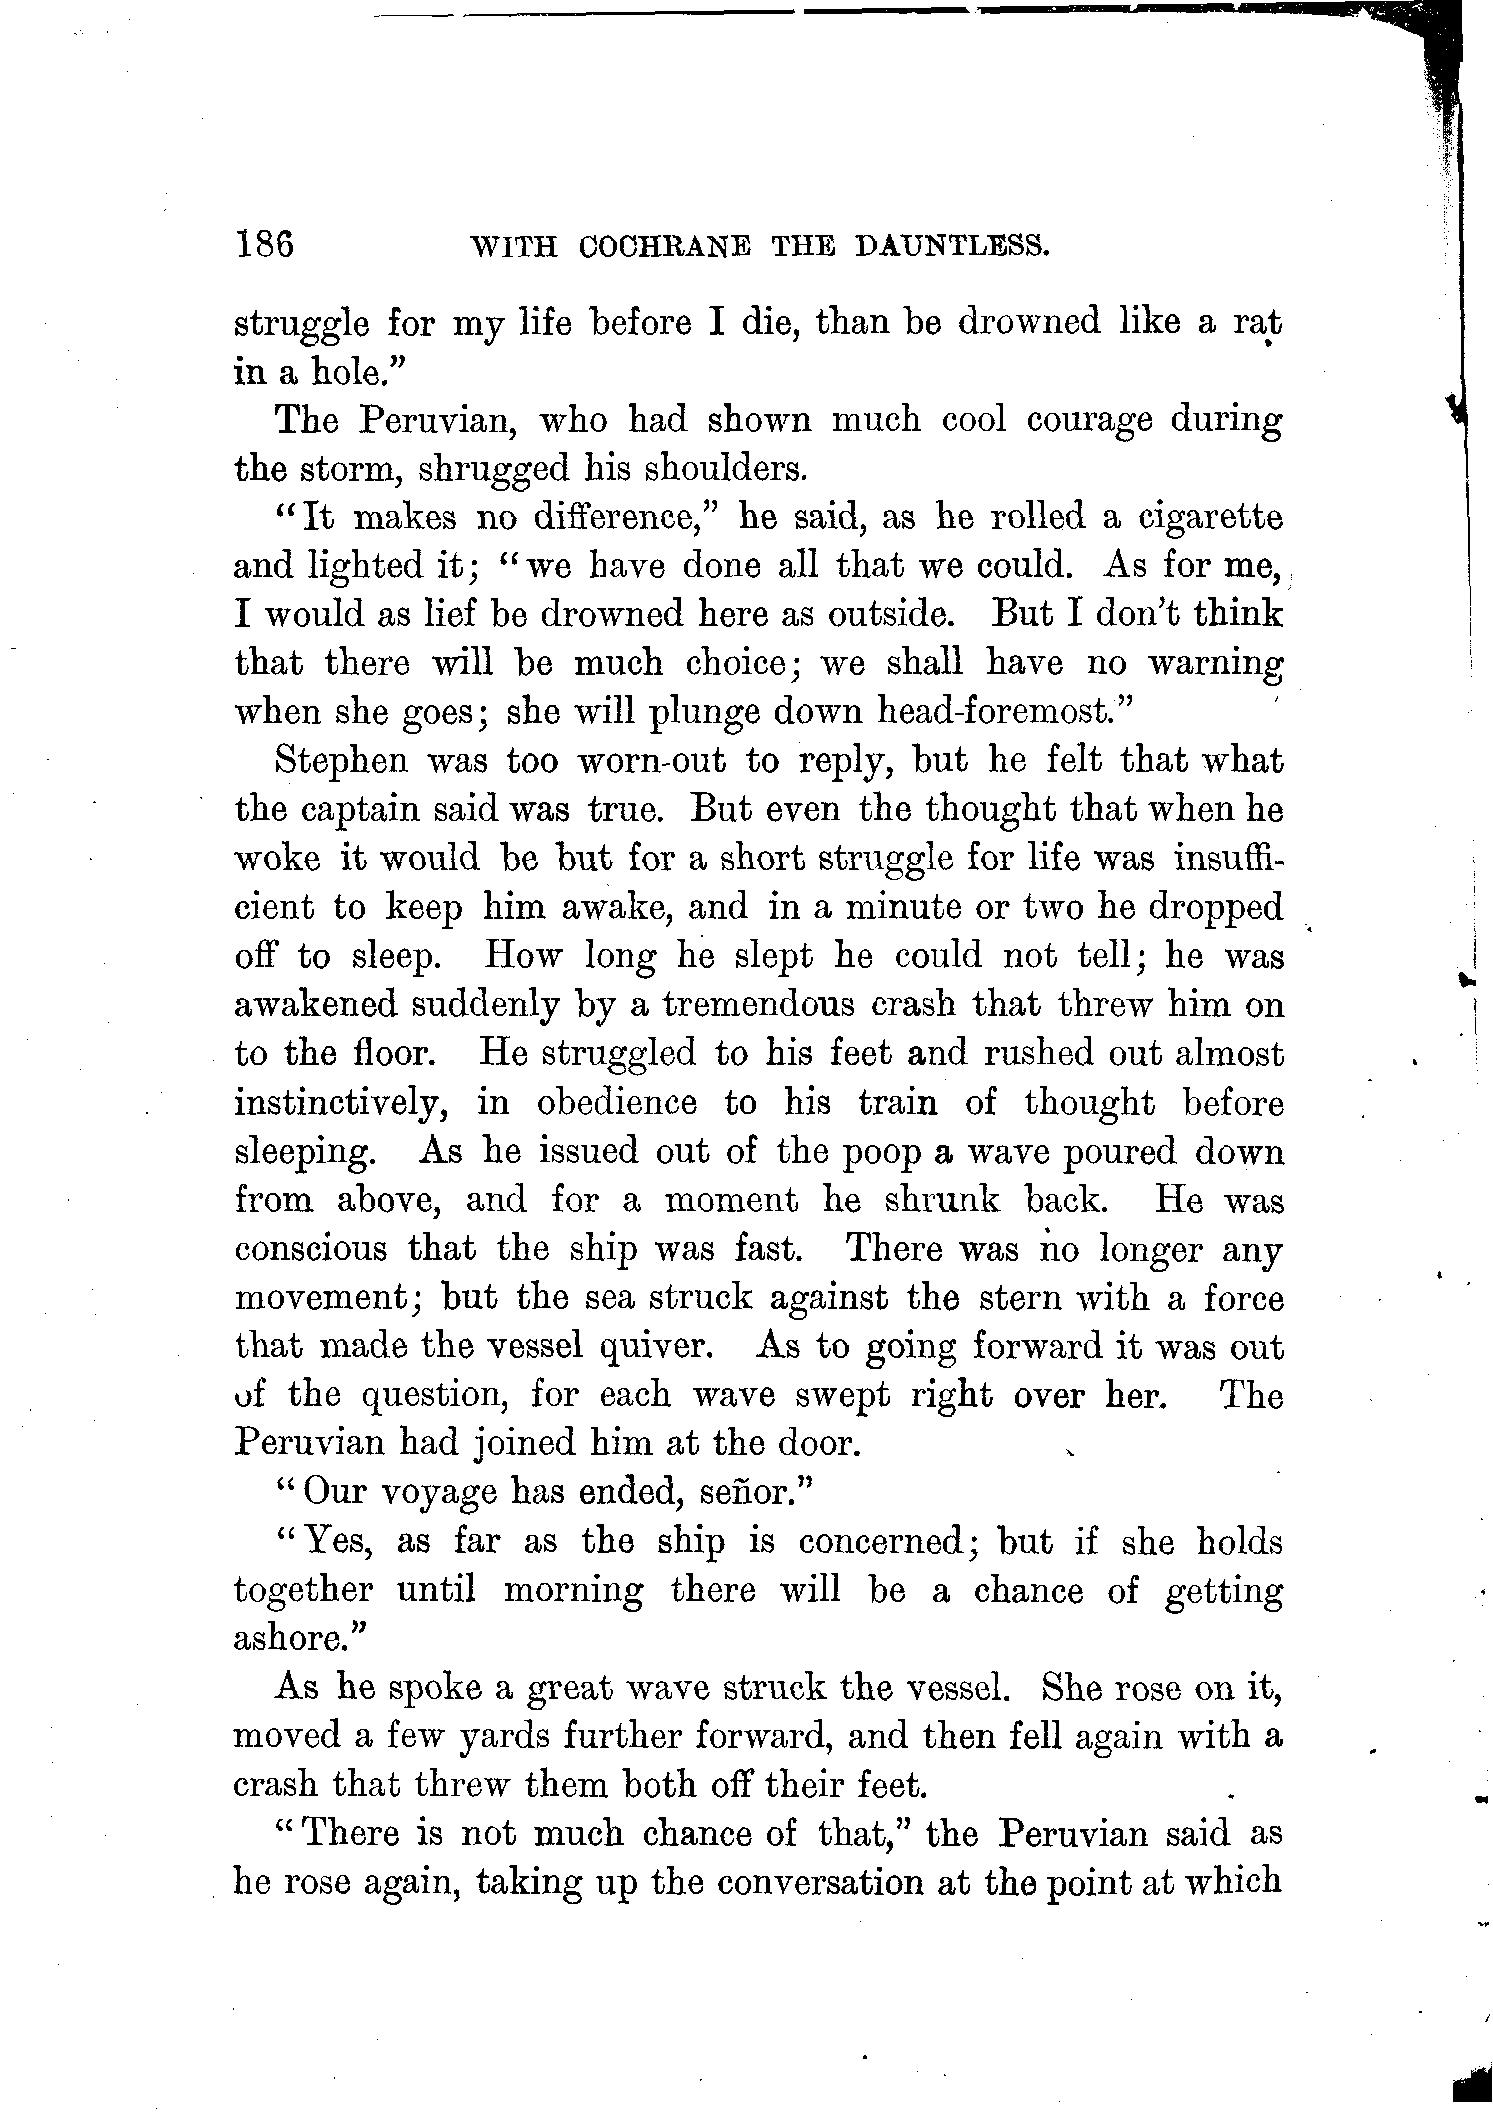 186 WITH COCHRANE THE DAUNTLESS.
struggle for my life before I die, than be drowned like a rat
in a hole.”
The Peruvian, who had shown much cool courage during
the storm, shrugged his shoulders.
“It makes no difference,” he said, as he rolled a cigarette
and lighted it; “we have done all that we could. As for me,
I would as lief be drowned here as outside. But I don’t think
that there will be much choice; we shall have no warning
when she goes; she will plunge down head-foremost.”
Stephen was too worn-out to reply, but he felt that what
the captain said was true. But even the thought that when he
woke it would be but for a short struggle for life was insuffi-
cient to keep him awake, and in a minute or two he dropped
off to sleep. How long he slept he could not tell; he was
awakened suddenly by a tremendous crash that threw him on
to the floor. He struggled to his feet and rushed out almost
instinctively, in obedience to his train of thought before
sleeping. As he issued out of the poop a wave poured down
from above, and for a moment he shrunk back. He was
conscious that the ship was fast. There was no longer any
movement; but the sea struck against the stern with a force
that made the vessel quiver. As to going forward it was out
of the question, for each wave swept right over her. The
Peruvian had joined him at the door.
“Our voyage has ended, señor.”
“Yes, as far as the ship is concerned; but if she holds
together until morning there will be a chance of getting
ashore.”
As he spoke a great wave struck the vessel. She rose on it,
moved a few yards further forward, and then fell again with a
crash that threw them both off their feet.
“There is not much chance of that,” the Peruvian said as
he rose again, taking up the conversation at the point at which